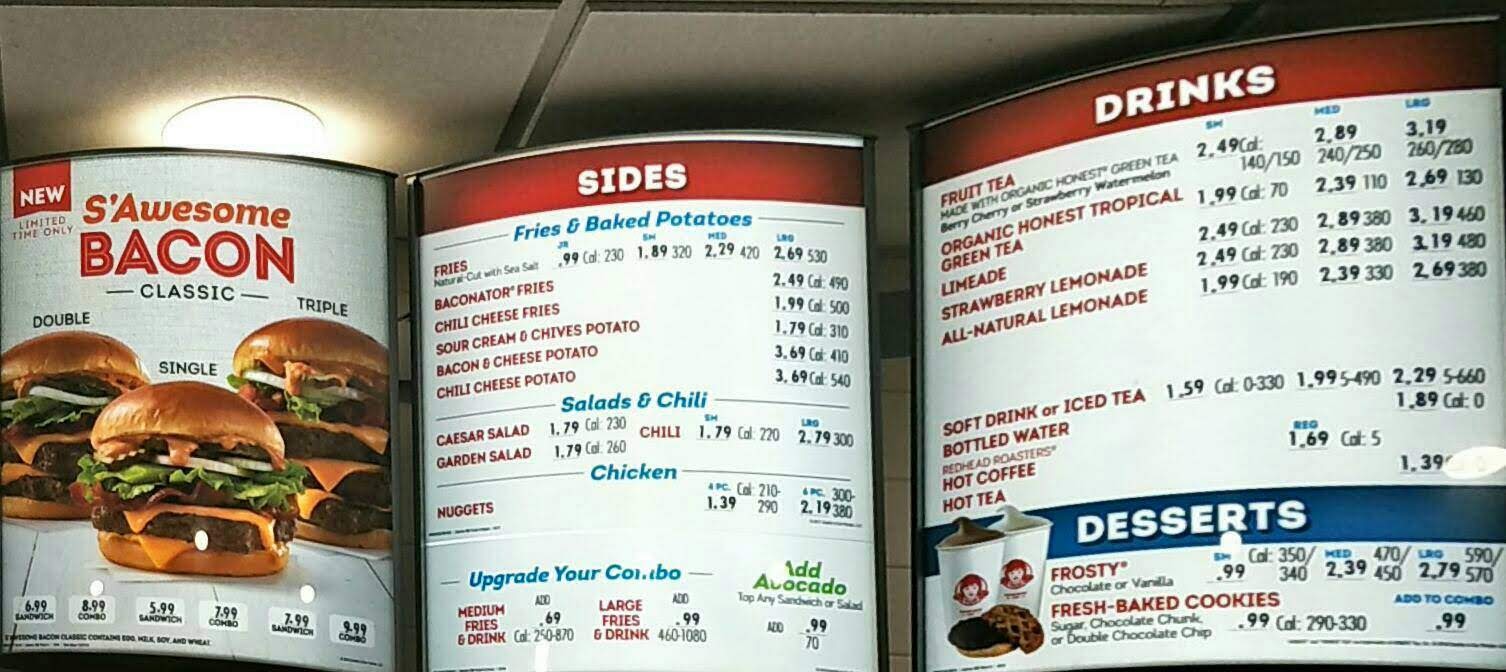 NEW
LIMITED
TIME ONLY
S'Awesome
BACON
CLASSIC
DOUBLE
SINGLE
TRIPLE
6.99 SANDWICH 8.99 COMBO 5.99 SANDWICH 7.99 COMBO 7.99 SANDWICH 9.99 COMBO
BACON CLASSIC CONTAINS EGG, MILK, SOY, AND WHEAT.
SIDES
Fries & Baked Potatoes
JR SM MED LRG
FRIES .99 Cal: 230 1.89 320 2.29 420 2.69 530
Natural-Cut with Sea Salt
BACONATOR® FRIES 2.49 Cal: 490
CHILI CHEESE FRIES 1.99 Cal: 500
SOUR CREAM & CHIVES POTATO 1.79 Cal: 310
BACON & CHEESE POTATO 3.69 Cal: 410
CHILI CHEESE POTATO 3.69 Cal: 540
Salads & Chili
SM LRG
CAESAR SALAD 1.79 Cal: 230 CHILI 1.79 Cal: 220 2.79 300
GARDEN SALAD 1.79 Cal: 260
Chicken
4 PC. Cal: 210- 6 PC. 300-
NUGGETS 1.39 290 2.19 380
Upgrade Your Combo
MEDIUM ADD
FRIES .69
& DRINK Cal: 250-870
LARGE ADD
FRIES .99
& DRINK 460-1080
Add
Avocado
Top Any Sandwich or Salad
ADD .99
70
DRINKS
SM MED LRG
FRUIT TEA 2.49 Cal: 2.89 3.19
MADE WITH ORGANIC HONEST® GREEN TEA 140/150 240/250 260/280
Berry Cherry or Strawberry Watermelon
ORGANIC HONEST TROPICAL 1.99 Cal: 70 2.39 110 2.69 130
GREEN TEA
LIMEADE 2.49 Cal: 230 2.89 380 3.19 460
STRAWBERRY LEMONADE 2.49 Cal: 230 2.89 380 3.19 480
ALL-NATURAL LEMONADE 1.99 Cal: 190 2.39 330 2.69 380
SOFT DRINK or ICED TEA 1.59 Cal: 0-330 1.99 5-490 2.29 5-660
BOTTLED WATER 1.89 Cal: 0
REDHEAD ROASTERS® REG
HOT COFFEE 1.69 Cal: 5
HOT TEA 1.39
DESSERTS
SM Cal: 350/ MED 470/ LRG 590/
FROSTY® .99 340 2.39 450 2.79 570
Chocolate or Vanilla
FRESH-BAKED COOKIES ADD TO COMBO
Sugar, Chocolate Chunk, .99 Cal: 290-330 .99
or Double Chocolate Chip